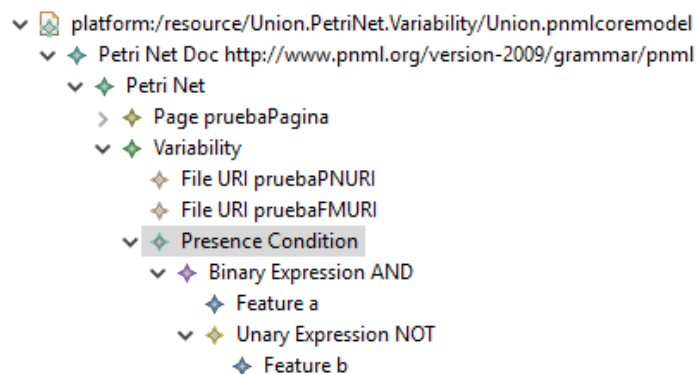 platform:/resource/Union.PetriNet.Variability/Union.pnmlcoremodel
Petri Net Doc http://www.pnml.org/version-2009/grammar/pnml
Petri Net
Page pruebaPagina
Variability
File URI pruebaPNURI
File URI pruebaFMURI
Presence Condition
Binary Expression AND
Feature a
Unary Expression NOT
Feature b